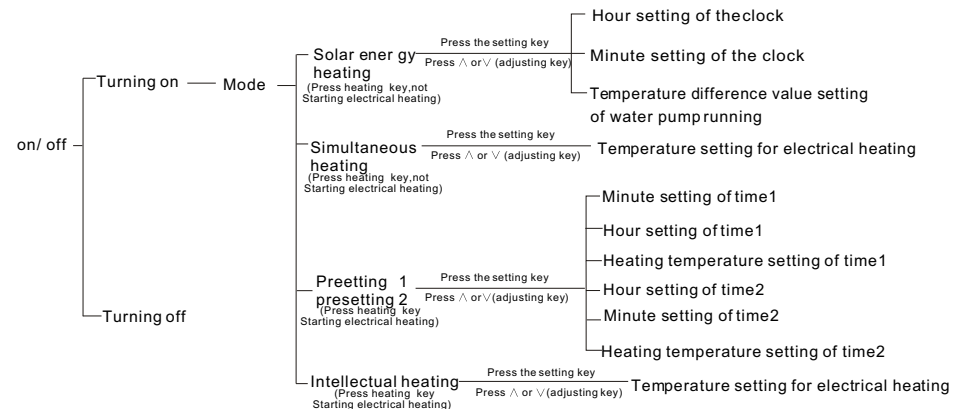 on/ off
Turning on
Mode
Solar ener gy
heating
(Press heating key,not
Starting electrical heating)
Press the setting key
Press ∧ or∨ (adjusting key)
Hour setting of theclock
Minute setting of the clock
Temperature difference value setting
of water pump running
Simultaneous
heating
(Press heating key,not
Starting electrical heating)
Press the setting key
Press ∧ or ∨ (adjusting key)
Temperature setting for electrical heating
Preetting 1
presetting 2
(Press heating key
Starting electrical heating)
Press the setting key
Press ∧ or∨(adjusting key)
Minute setting of time1
Hour setting of time1
Heating temperature setting of time1
Hour setting of time2
Minute setting of time2
Heating temperature setting of time2
Intellectual heating
(Press heating key
Starting electrical heating)
Press the setting key
Press ∧ or ∨(adjusting key)
Temperature setting for electrical heating
Turning off